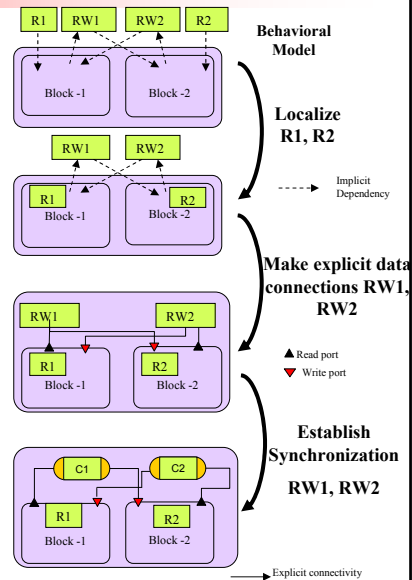 R1 RW1 RW2 R2
Behavioral
Model
Block -1 Block -2
Localize
R1, R2
RW1 RW2
Implicit
Dependency
R1 R2
Block -1 Block -2
Make explicit data
connections RW1,
RW2
RW1 RW2
Read port
Write port
R1 R2
Block -1 Block -2
Establish
Synchronization
RW1, RW2
C1 C2
R1 R2
Block -1 Block -2
Explicit connectivity